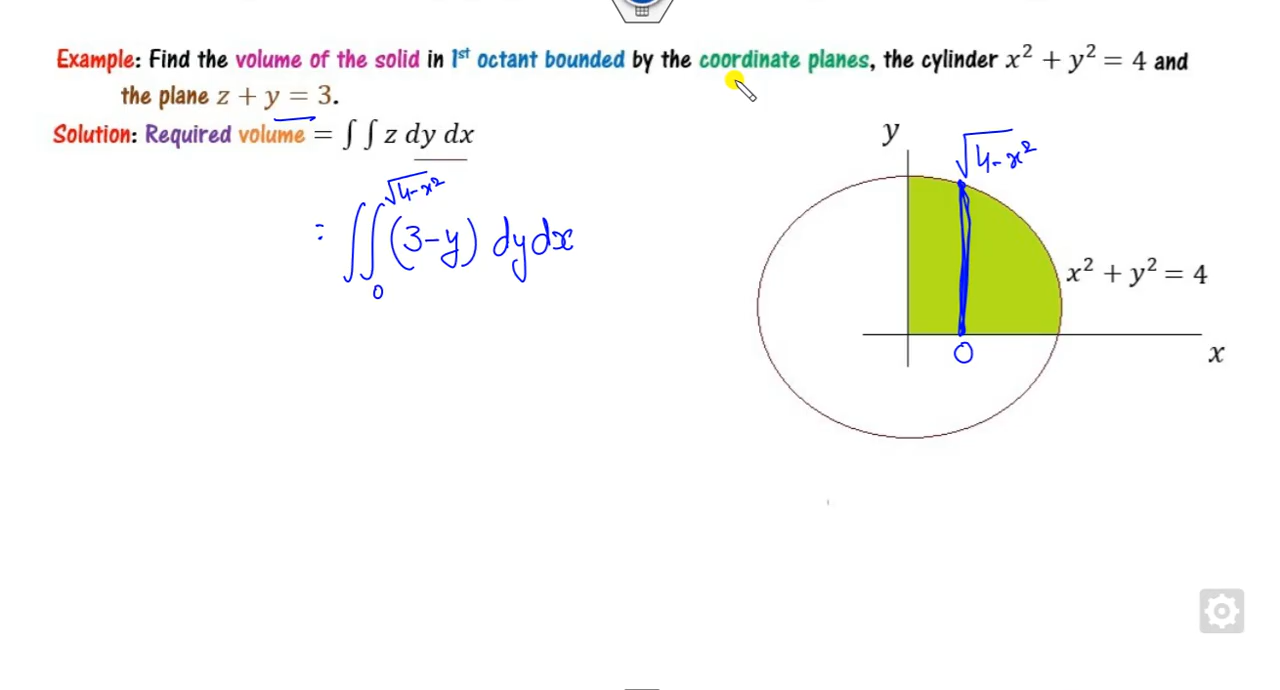 Example: Find the volume of the solid in 1st octant bounded by the coordinate planes, the cylinder x² + y² = 4 and
the plane z + y = 3.
Solution: Required volume = ∫ ∫ z dy dx
= ∫∫₀^√(4-x²) (3-y) dy dx
y
√(4-x²)
x² + y² = 4
0
x